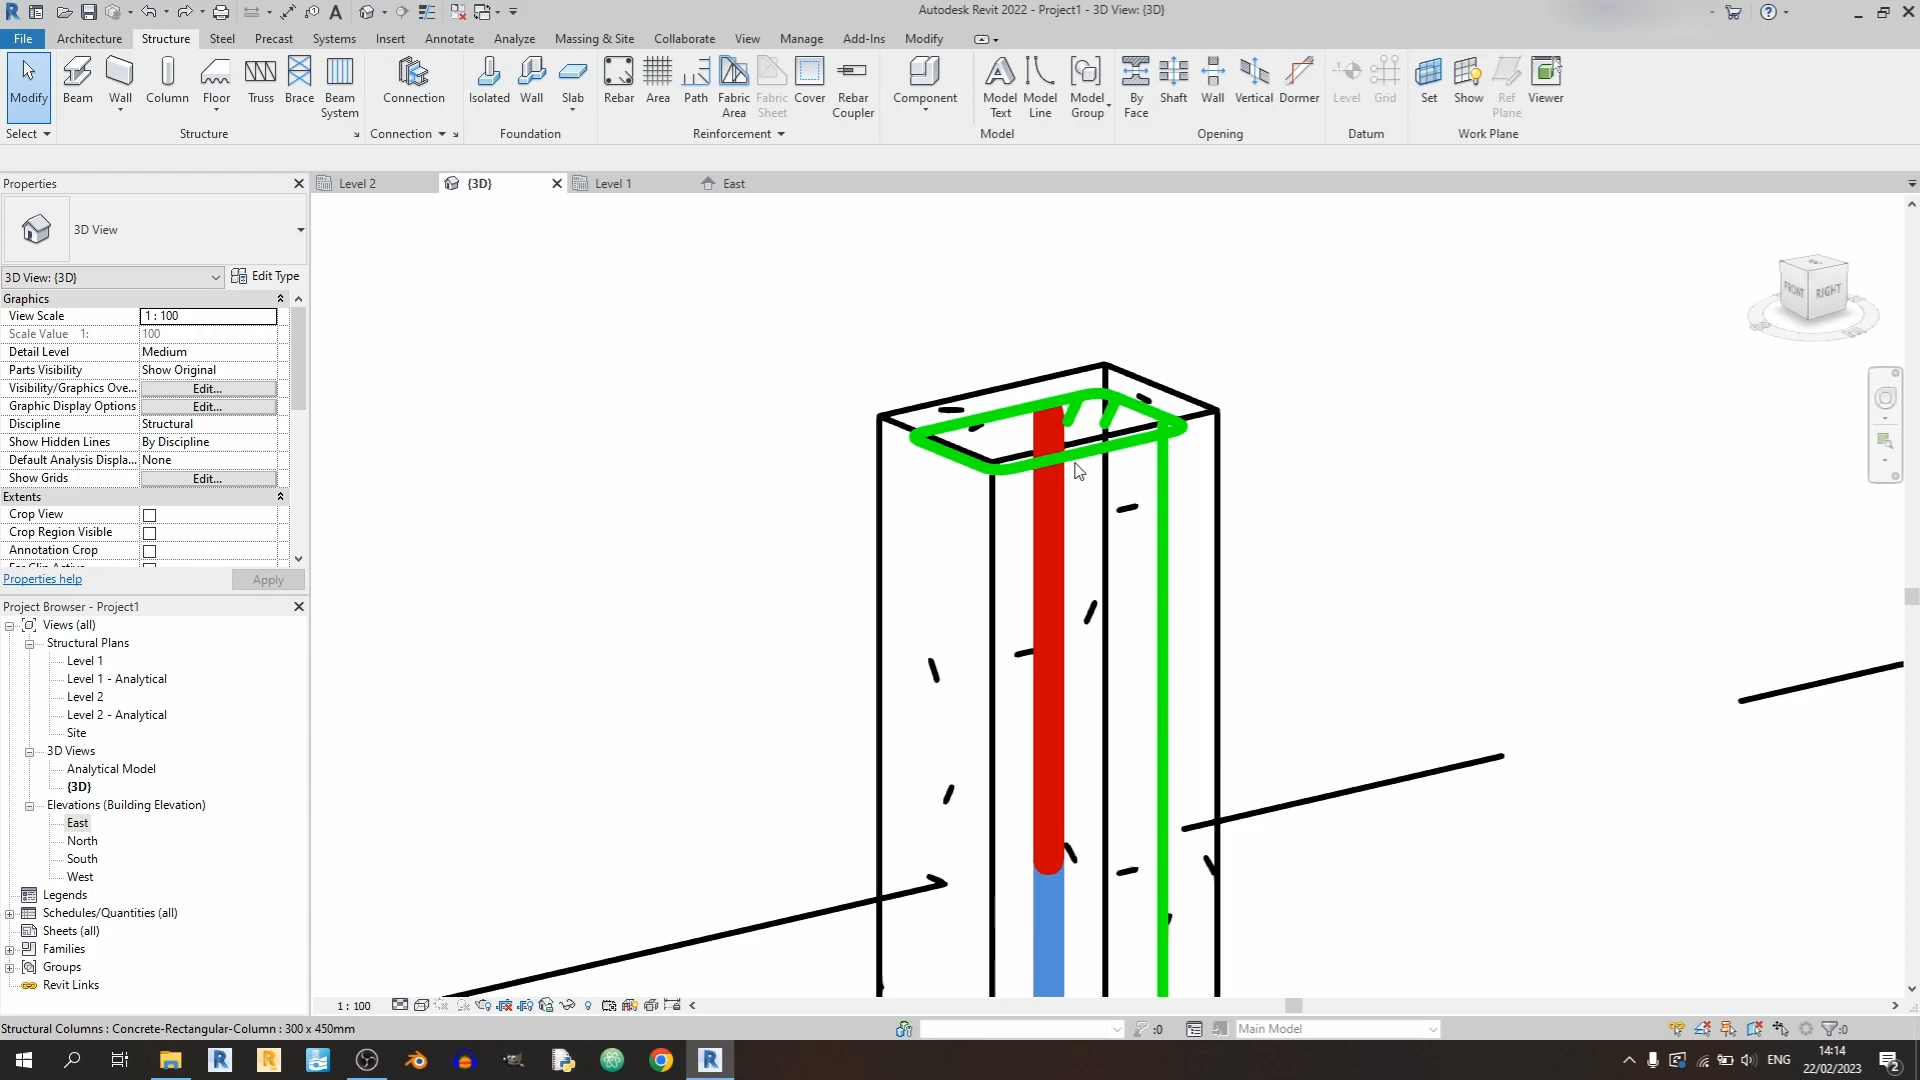 Autodesk Revit 2022 - Project1 - 3D View: {3D}
File Architecture Structure Steel Precast Systems Insert Annotate Analyze Massing & Site Collaborate View Manage Add-Ins Modify
Modify Beam Wall Column Floor Truss Brace Beam System Connection Isolated Wall Slab Rebar Area Path Fabric Area Fabric Sheet Cover Rebar Coupler Component Model Text Model Line Model Group By Face Shaft Wall Vertical Dormer Level Grid Set Show Ref Plane Viewer
Select Structure Connection Foundation Reinforcement Model Opening Datum Work Plane
Properties
Level 2 {3D} Level 1 East
3D View
3D View: {3D} Edit Type
Graphics
View Scale 1 : 100
Scale Value 1: 100
Detail Level Medium
Parts Visibility Show Original
Visibility/Graphics Ove... Edit...
Graphic Display Options Edit...
Discipline Structural
Show Hidden Lines By Discipline
Default Analysis Displa... None
Show Grids Edit...
Extents
Crop View
Crop Region Visible
Annotation Crop
Properties help Apply
FRONT RIGHT
Project Browser - Project1
Views (all)
Structural Plans
Level 1
Level 1 - Analytical
Level 2
Level 2 - Analytical
Site
3D Views
Analytical Model
{3D}
Elevations (Building Elevation)
East
North
South
West
Legends
Schedules/Quantities (all)
Sheets (all)
Families
Groups
Revit Links
1 : 100
Structural Columns : Concrete-Rectangular-Column : 300 x 450mm :0 Main Model :0
ENG 14:14
22/02/2023 2